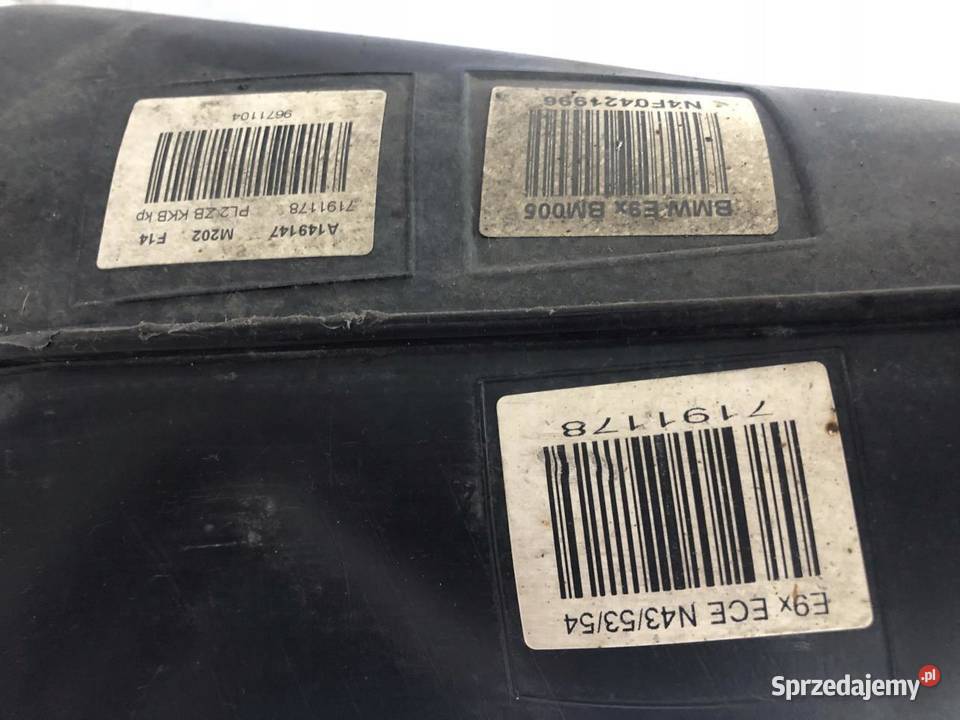 A149147 M202 F14
7191178 PL2:ZB KKB kp
9671104
BMW E9x BM005
N4F0421996
E9x ECE N43/53/54
7191178
Sprzedajemy.pl